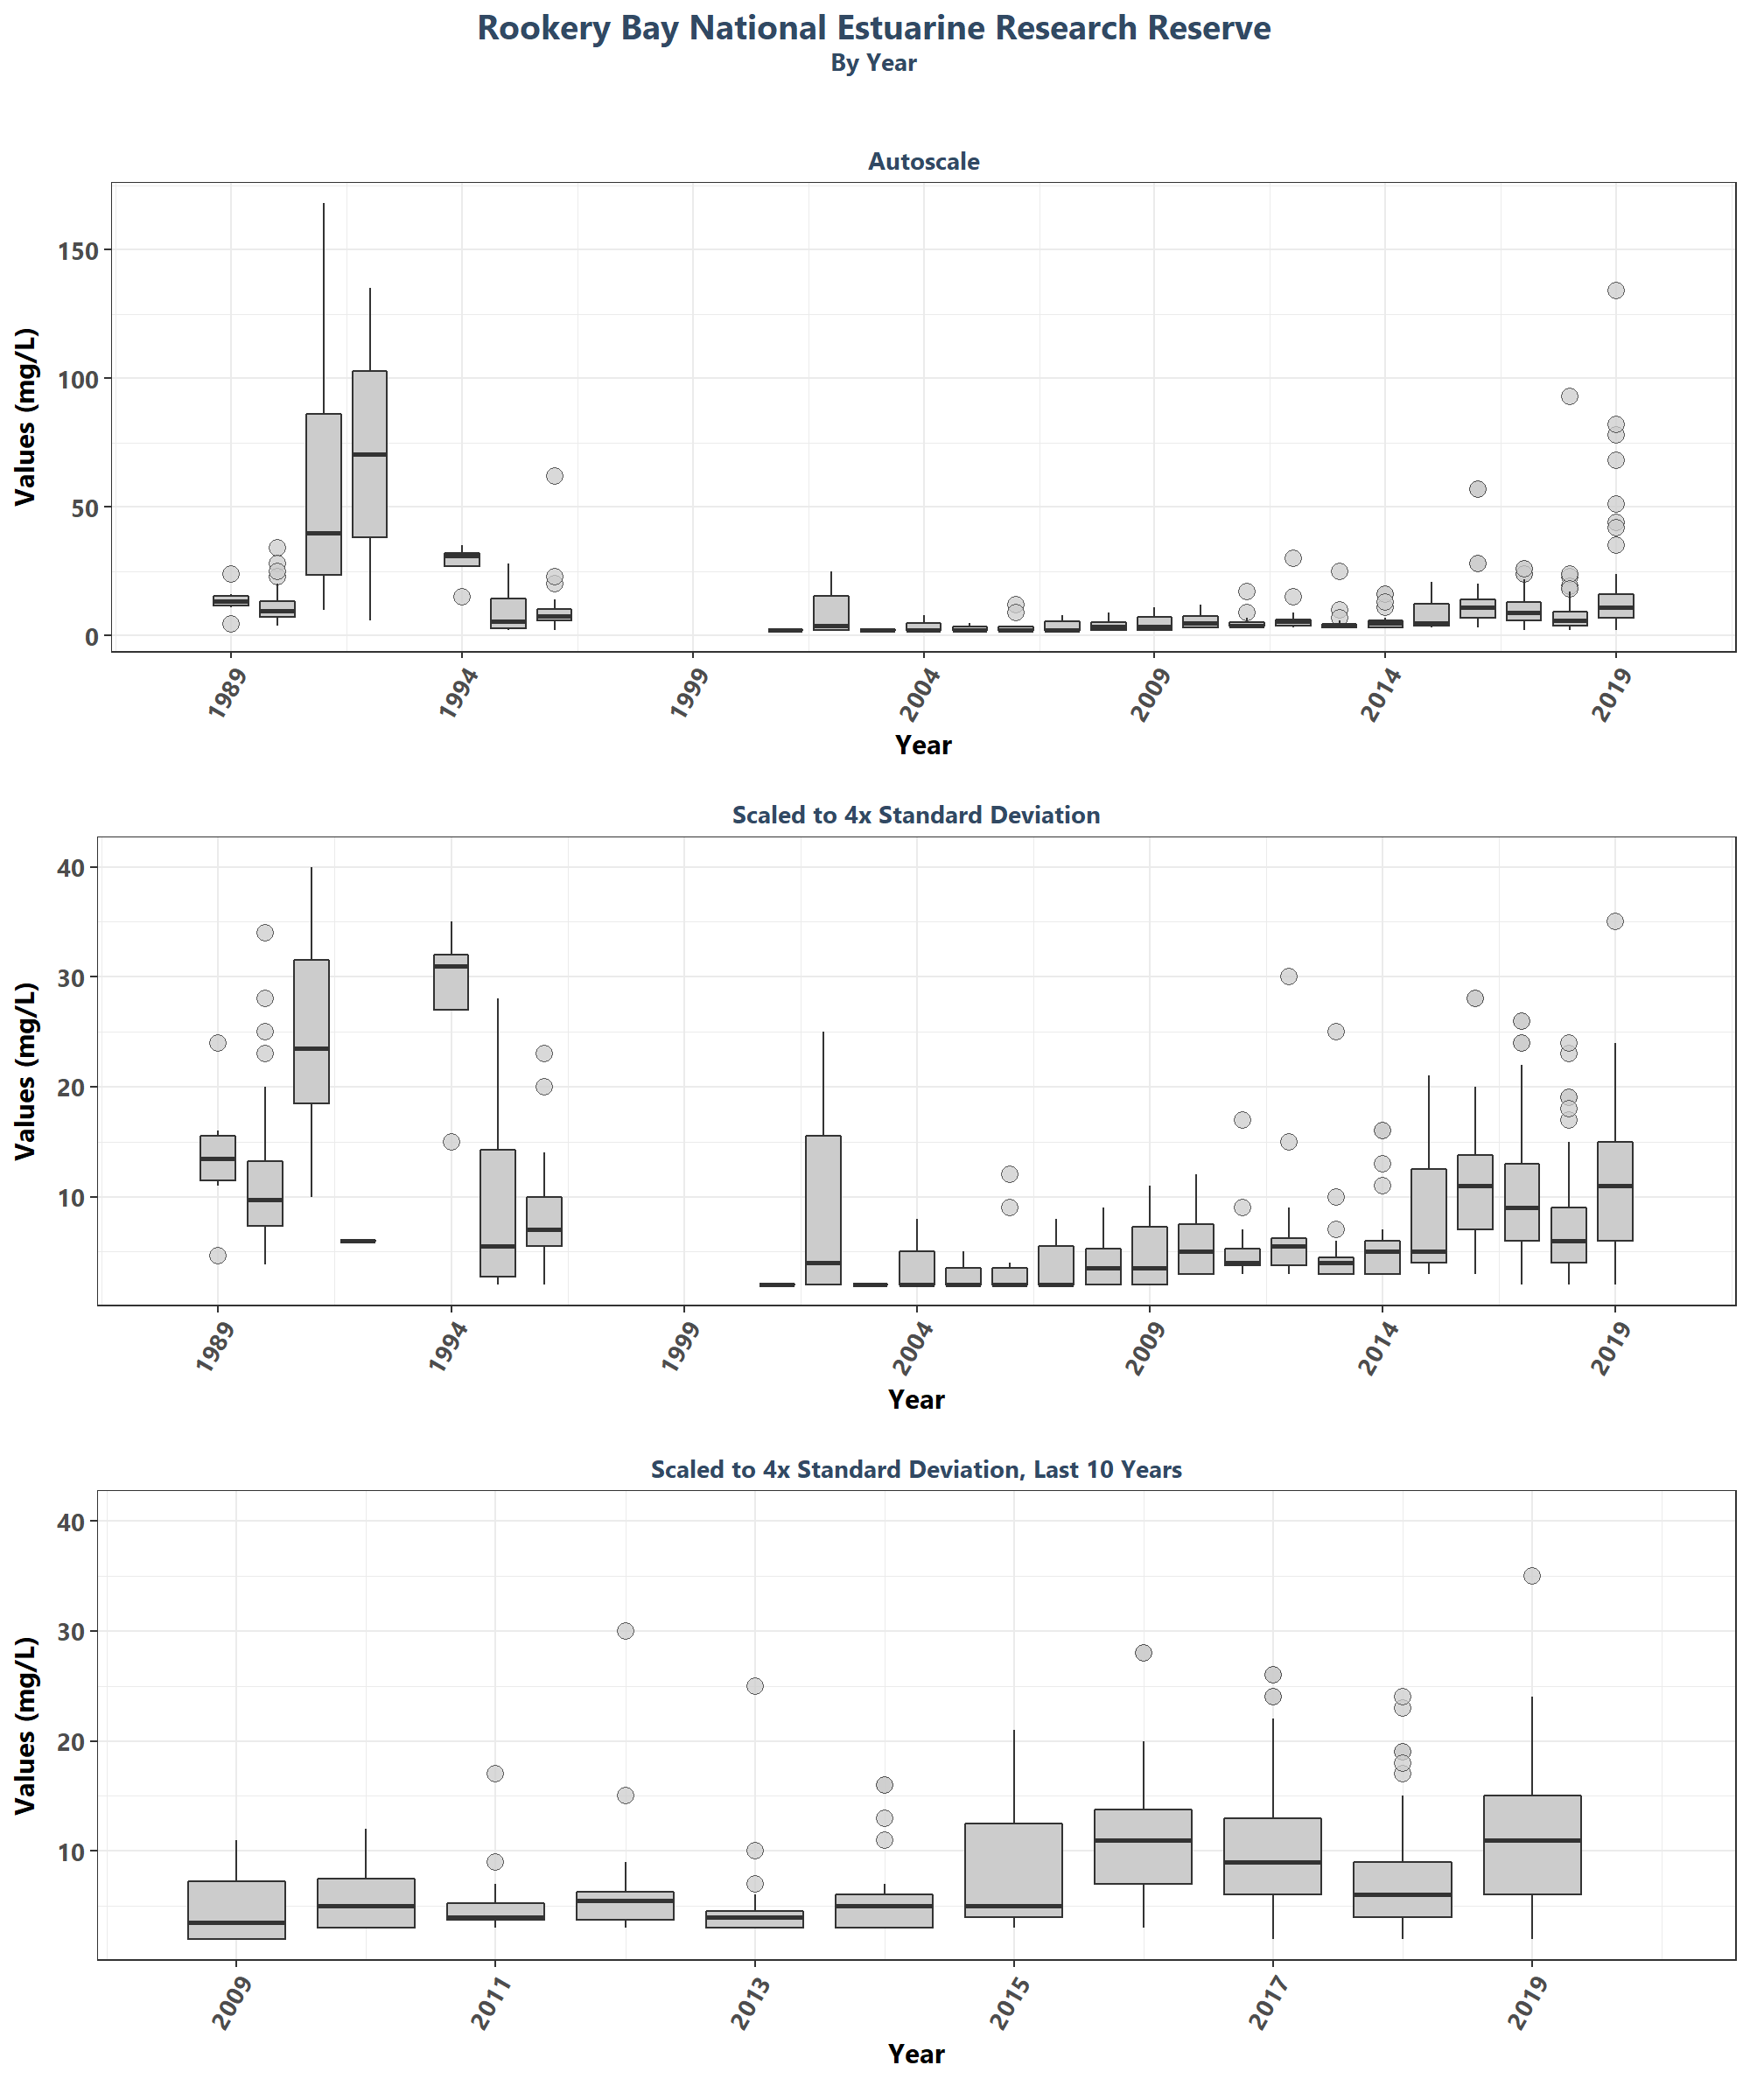 Rookery Bay National Estuarine Research Reserve
By Year
Autoscale
Values (mg/L)
150
100
50
0
1989 1994 1999 2004 2009 2014 2019
Year
Scaled to 4x Standard Deviation
Values (mg/L)
40
30
20
10
1989 1994 1999 2004 2009 2014 2019
Year
Scaled to 4x Standard Deviation, Last 10 Years
Values (mg/L)
40
30
20
10
2009 2011 2013 2015 2017 2019
Year